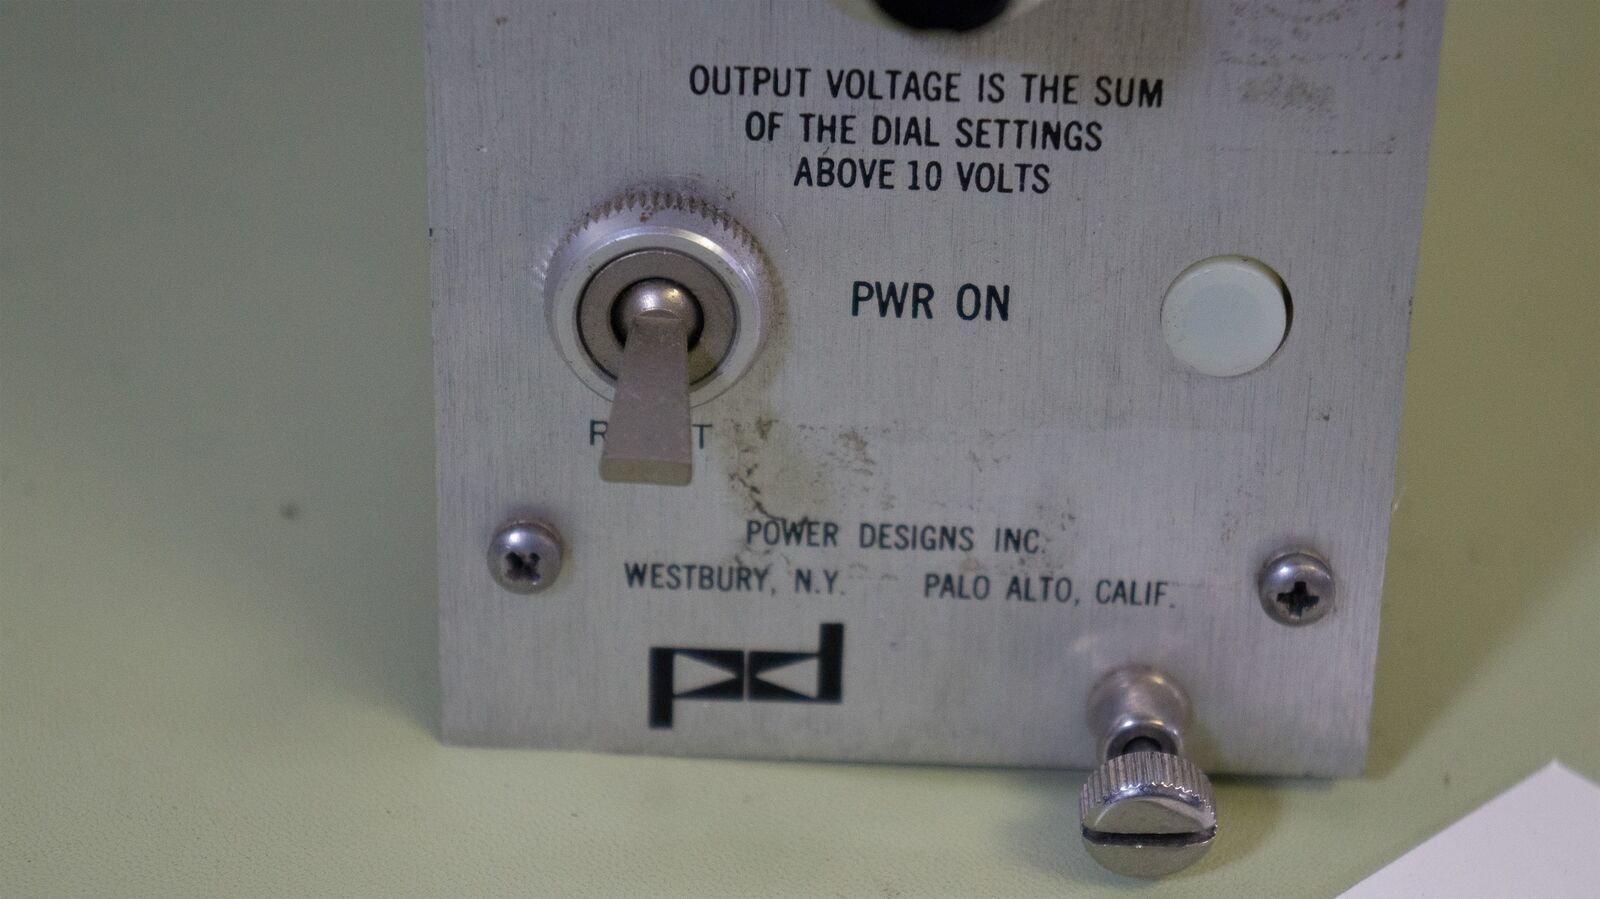 OUTPUT VOLTAGE IS THE SUM
OF THE DIAL SETTINGS
ABOVE 10 VOLTS
PWR ON
POWER DESIGNS INC.
WESTBURY, N.Y. PALO ALTO, CALIF.
pd